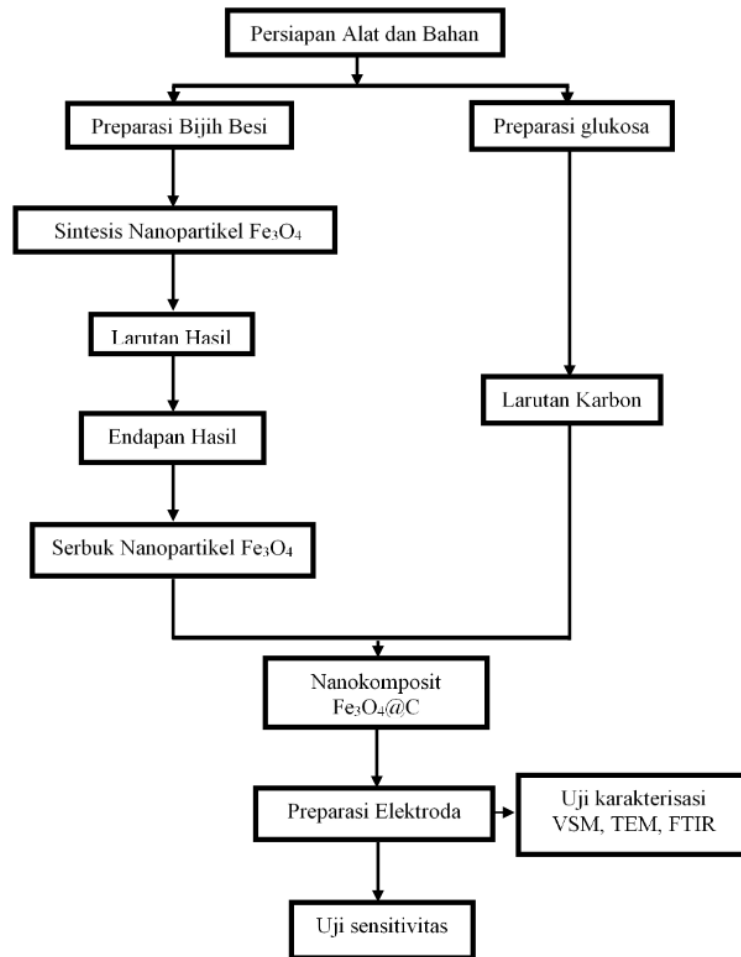 Persiapan Alat dan Bahan
Preparasi Bijih Besi
Preparasi glukosa
Sintesis Nanopartikel Fe₃O₄
Larutan Hasil
Larutan Karbon
Endapan Hasil
Serbuk Nanopartikel Fe₃O₄
Nanokomposit
Fe₃O₄@C
Preparasi Elektroda
Uji karakterisasi
VSM, TEM, FTIR
Uji sensitivitas